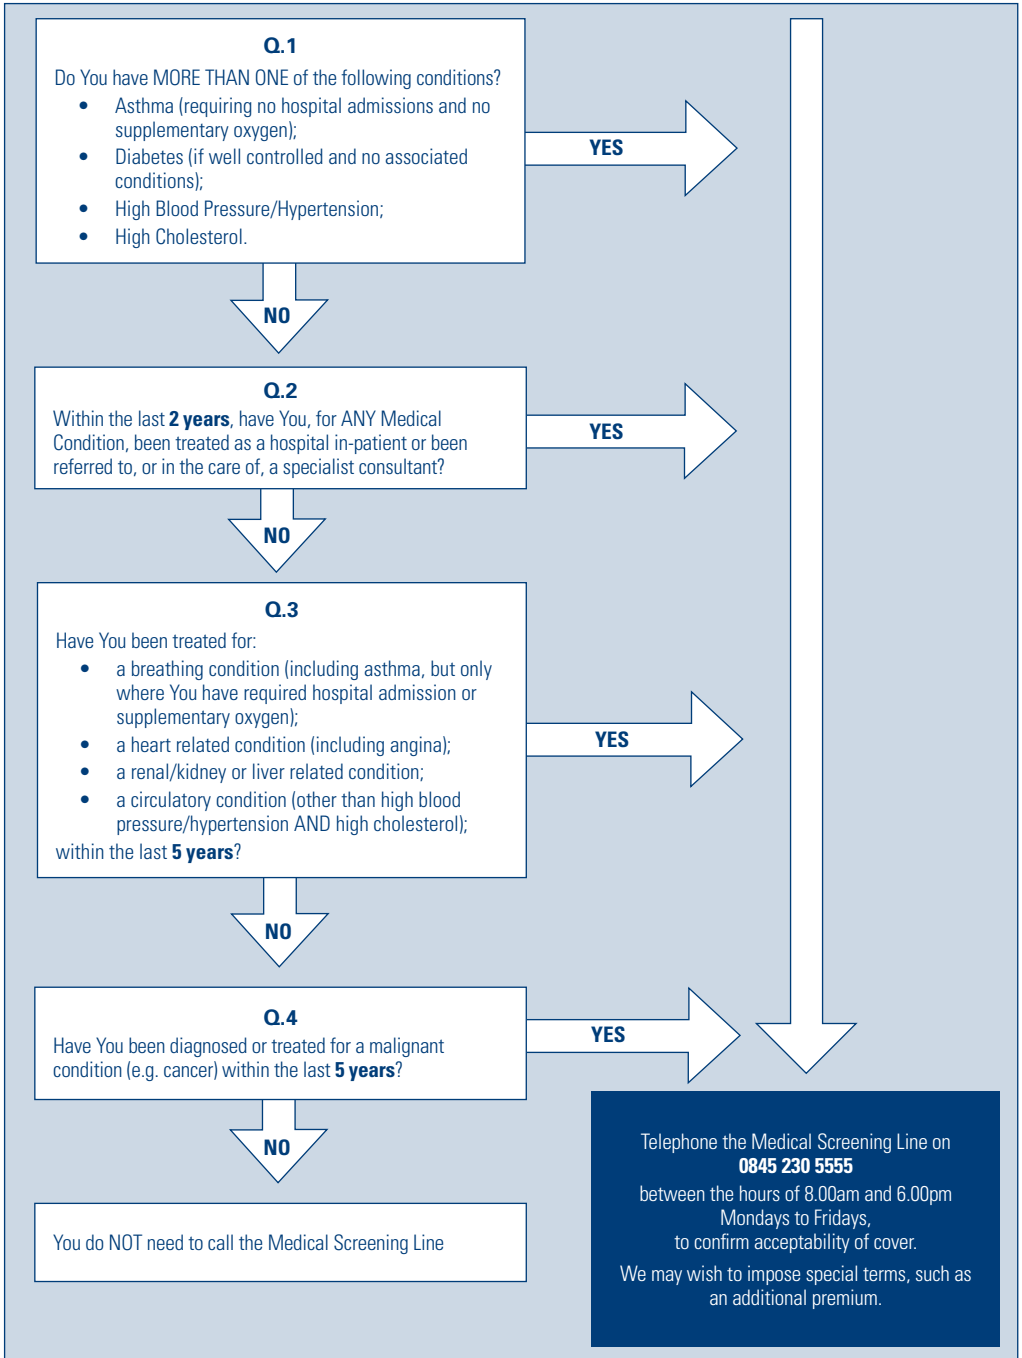 Q.1
Do You have MORE THAN ONE of the following conditions?
• Asthma (requiring no hospital admissions and no
supplementary oxygen);
• Diabetes (if well controlled and no associated
conditions);
• High Blood Pressure/Hypertension;
• High Cholesterol.
YES
NO
Q.2
Within the last 2 years, have You, for ANY Medical
Condition, been treated as a hospital in-patient or been
referred to, or in the care of, a specialist consultant?
YES
NO
Q.3
Have You been treated for:
• a breathing condition (including asthma, but only
where You have required hospital admission or
supplementary oxygen);
• a heart related condition (including angina);
• a renal/kidney or liver related condition;
• a circulatory condition (other than high blood
pressure/hypertension AND high cholesterol);
within the last 5 years?
YES
NO
Q.4
Have You been diagnosed or treated for a malignant
condition (e.g. cancer) within the last 5 years?
YES
NO
You do NOT need to call the Medical Screening Line
Telephone the Medical Screening Line on
0845 230 5555
between the hours of 8.00am and 6.00pm
Mondays to Fridays,
to confirm acceptability of cover.
We may wish to impose special terms, such as
an additional premium.